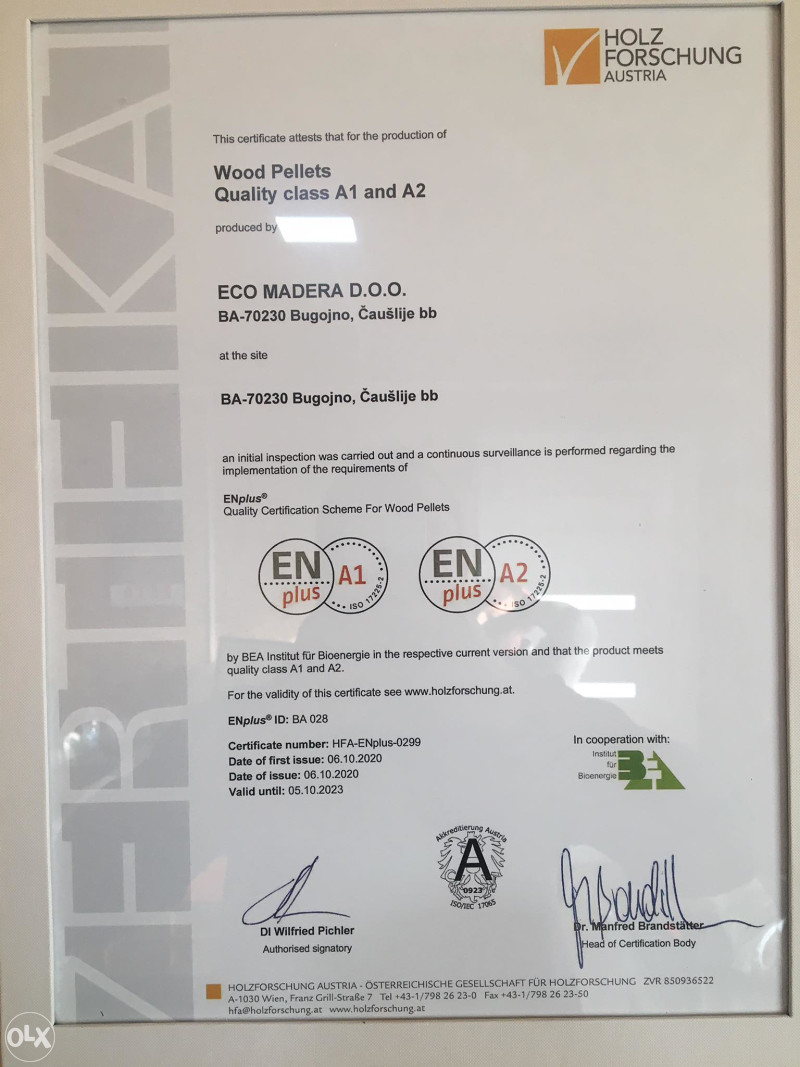 HOLZ
FORSCHUNG
AUSTRIA
ZERTIFIKAT
This certificate attests that for the production of
Wood Pellets
Quality class A1 and A2
produced by
ECO MADERA D.O.O.
BA-70230 Bugojno, Čaušlije bb
at the site
BA-70230 Bugojno, Čaušlije bb
an initial inspection was carried out and a continuous surveillance is performed regarding the
implementation of the requirements of
ENplus®
Quality Certification Scheme For Wood Pellets
EN plus A1 ISO 17225-2
EN plus A2 ISO 17225-2
by BEA Institut für Bioenergie in the respective current version and that the product meets
quality class A1 and A2.
For the validity of this certificate see www.holzforschung.at.
ENplus® ID: BA 028
Certificate number: HFA-ENplus-0299
Date of first issue: 06.10.2020
Date of issue: 06.10.2020
Valid until: 05.10.2023
In cooperation with:
Institut
für
Bioenergie
BEA
Akkreditierung Austria
A
0923
ISO/IEC 17065
DI Wilfried Pichler
Authorised signatory
Dr. Manfred Brandstätter
Head of Certification Body
HOLZFORSCHUNG AUSTRIA · ÖSTERREICHISCHE GESELLSCHAFT FÜR HOLZFORSCHUNG ZVR 850936522
A-1030 Wien, Franz Grill-Straße 7 Tel +43-1/798 26 23-0 Fax +43-1/798 26 23-50
hfa@holzforschung.at www.holzforschung.at
OLX